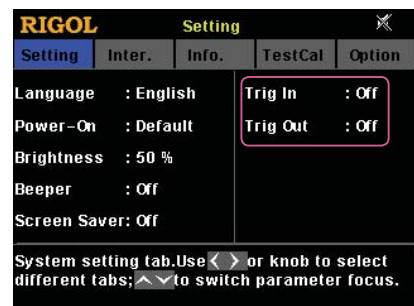 RIGOL Setting
Setting Inter. Info. TestCal Option
Language : English Trig In : Off
Power-On : Default Trig Out : Off
Brightness : 50 %
Beeper : Off
Screen Saver: Off
System setting tab.Use < > or knob to select
different tabs; to switch parameter focus.